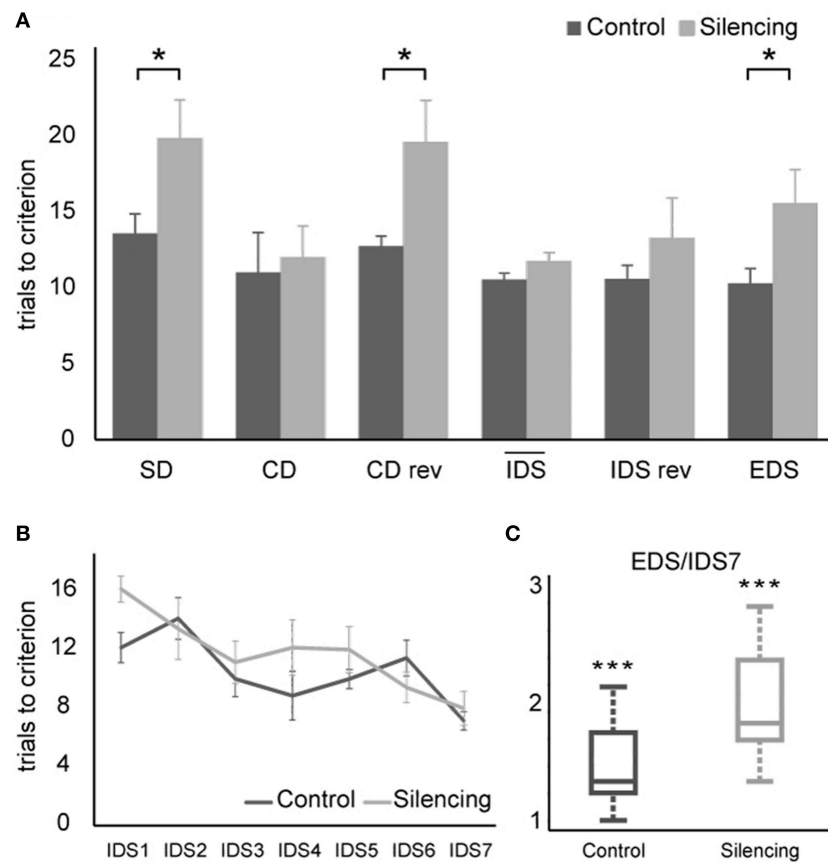 A
Control Silencing
* * *
25
20
15
10
5
0
trials to criterion
SD CD CD rev IDS IDS rev EDS
B
16
12
8
4
0
trials to criterion
Control Silencing
IDS1 IDS2 IDS3 IDS4 IDS5 IDS6 IDS7
C
EDS/IDS7
3
2
1
*** ***
Control Silencing